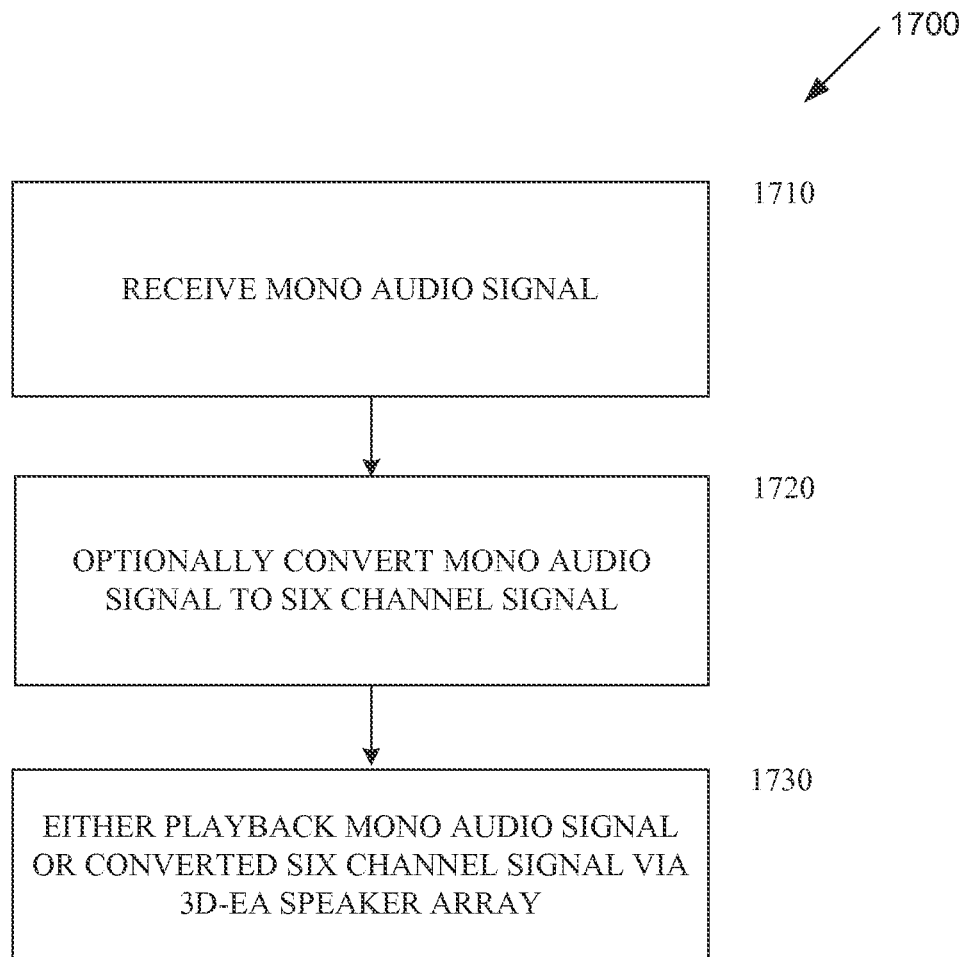 1700
1710
RECEIVE MONO AUDIO SIGNAL
1720
OPTIONALLY CONVERT MONO AUDIO
SIGNAL TO SIX CHANNEL SIGNAL
1730
EITHER PLAYBACK MONO AUDIO SIGNAL
OR CONVERTED SIX CHANNEL SIGNAL VIA
3D-EA SPEAKER ARRAY